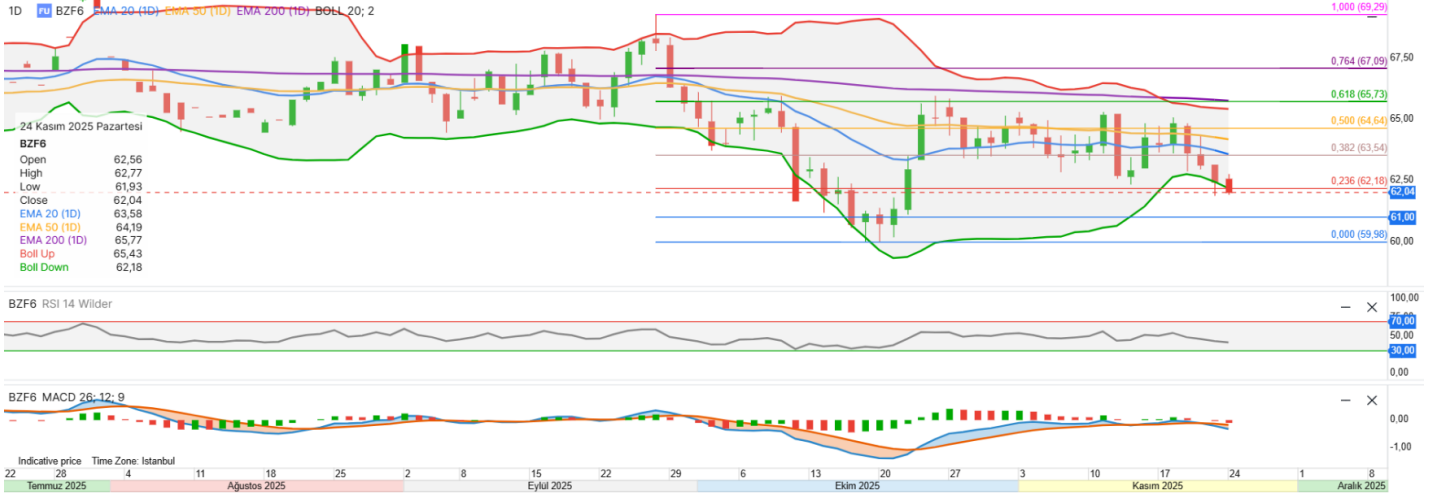 1D FU BZF6 EMA 20 (1D) EMA 50 (1D) EMA 200 (1D) BOLL 20; 2
1,000 (69,29)
67,50
0,764 (67,09)
0,618 (65,73)
65,00
0,500 (64,64)
0,382 (63,54)
62,50
0,236 (62,18)
62,04
61,00
60,00
0,000 (59,98)
24 Kasım 2025 Pazartesi
BZF6
Open 62,56
High 62,77
Low 61,93
Close 62,04
EMA 20 (1D) 63,58
EMA 50 (1D) 64,19
EMA 200 (1D) 65,77
Boll Up 65,43
Boll Down 62,18
BZF6 RSI 14 Wilder
100,00
70,00
50,00
30,00
0,00
BZF6 MACD 26; 12; 9
0,00
-1,00
Indicative price Time Zone: Istanbul
22 28 4 11 18 25 2 8 15 22 29 6 13 20 27 3 10 17 24 1 8
Temmuz 2025 Ağustos 2025 Eylül 2025 Ekim 2025 Kasım 2025 Aralık 2025